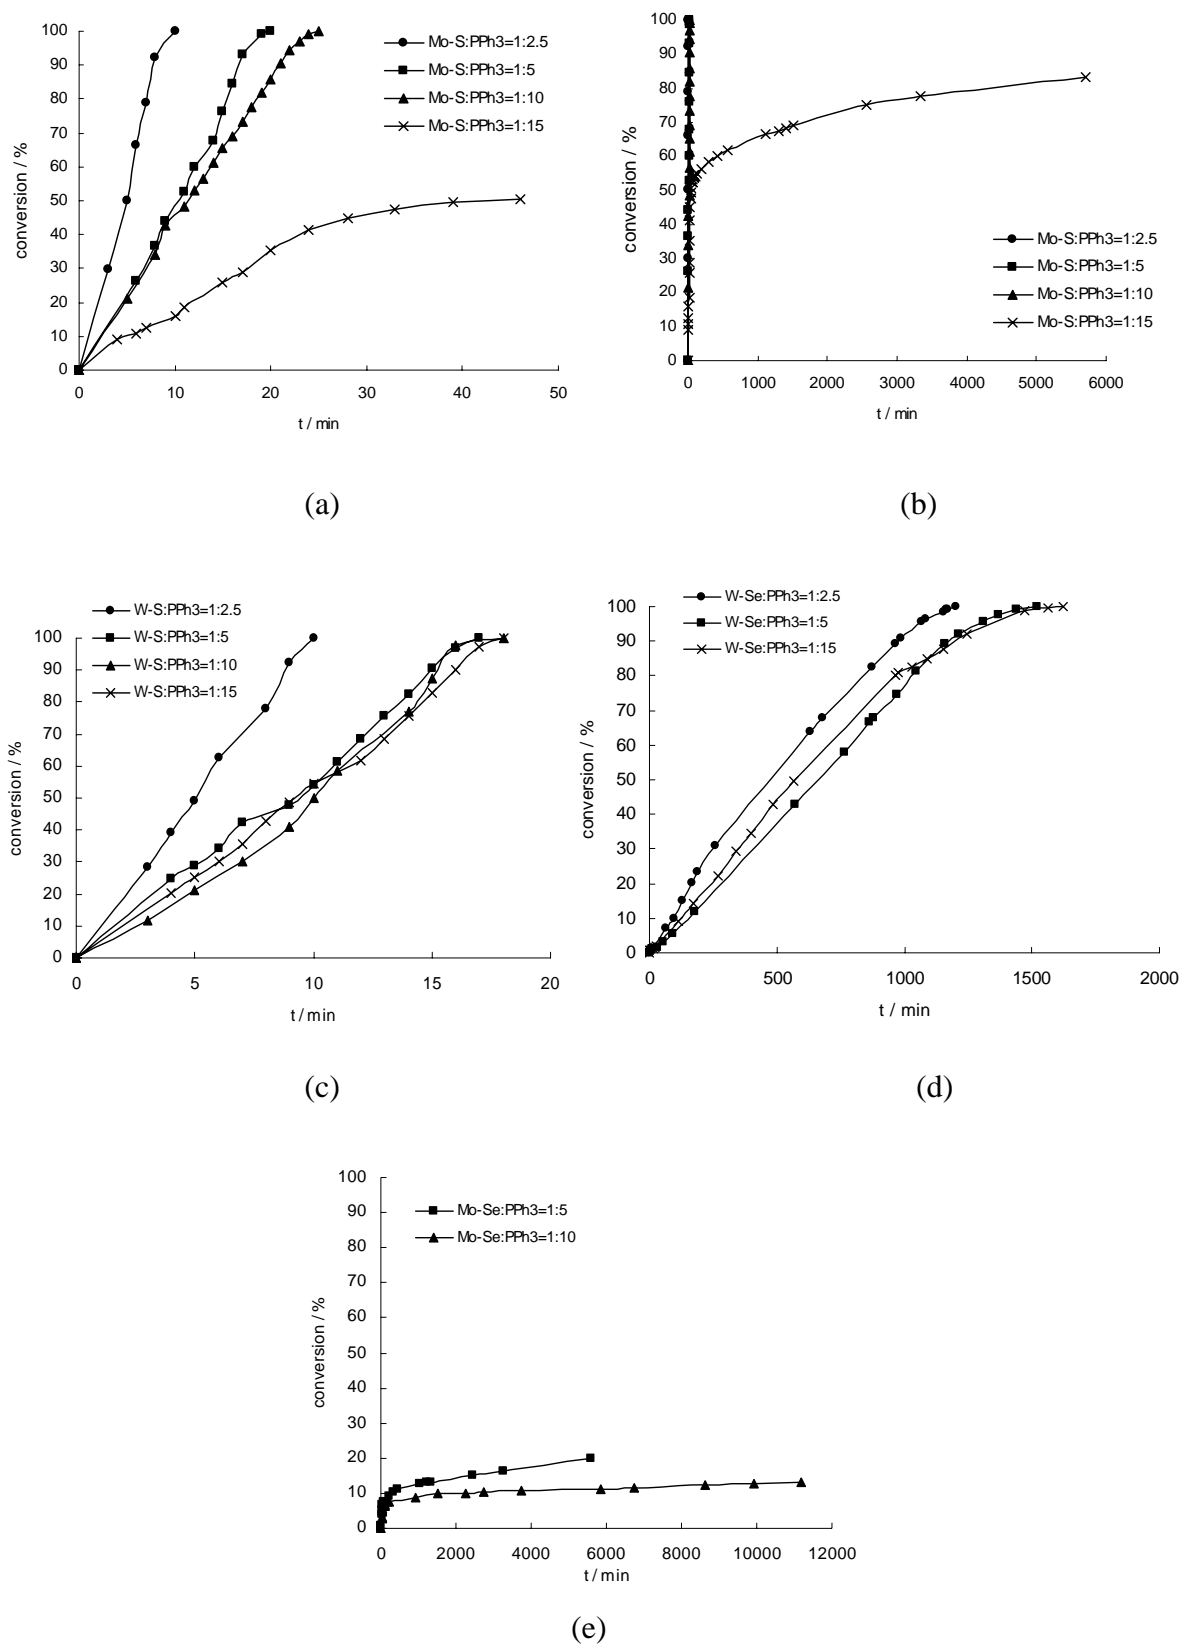 100
90
80
70
60
50
40
30
20
10
0
conversion / %
Mo-S:PPh3=1:2.5
Mo-S:PPh3=1:5
Mo-S:PPh3=1:10
Mo-S:PPh3=1:15
0 10 20 30 40 50
t / min
(a)
100
90
80
70
60
50
40
30
20
10
0
conversion / %
Mo-S:PPh3=1:2.5
Mo-S:PPh3=1:5
Mo-S:PPh3=1:10
Mo-S:PPh3=1:15
0 1000 2000 3000 4000 5000 6000
t / min
(b)
W-S:PPh3=1:2.5
W-S:PPh3=1:5
W-S:PPh3=1:10
W-S:PPh3=1:15
100
90
80
70
60
50
40
30
20
10
0
conversion / %
0 5 10 15 20
t / min
(c)
W-Se:PPh3=1:2.5
W-Se:PPh3=1:5
W-Se:PPh3=1:15
100
90
80
70
60
50
40
30
20
10
0
conversion / %
0 500 1000 1500 2000
t / min
(d)
100
90
80
70
60
50
40
30
20
10
0
conversion / %
Mo-Se:PPh3=1:5
Mo-Se:PPh3=1:10
0 2000 4000 6000 8000 10000 12000
t / min
(e)